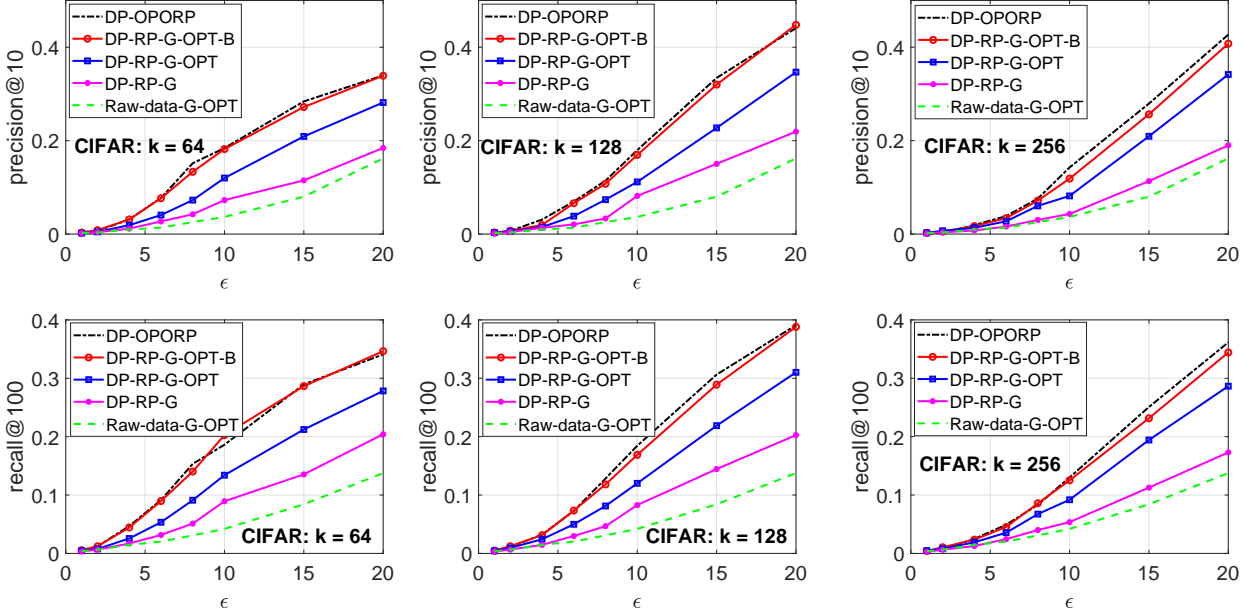 precision@10
0.4
0.2
0
DP-OPORP
DP-RP-G-OPT-B
DP-RP-G-OPT
DP-RP-G
Raw-data-G-OPT
CIFAR: k = 64
0 5 10 15 20
ϵ
precision@10
0.4
0.2
0
DP-OPORP
DP-RP-G-OPT-B
DP-RP-G-OPT
DP-RP-G
Raw-data-G-OPT
CIFAR: k = 128
0 5 10 15 20
ϵ
precision@10
0.4
0.2
0
DP-OPORP
DP-RP-G-OPT-B
DP-RP-G-OPT
DP-RP-G
Raw-data-G-OPT
CIFAR: k = 256
0 5 10 15 20
ϵ
recall@100
0.4
0.3
0.2
0.1
0
DP-OPORP
DP-RP-G-OPT-B
DP-RP-G-OPT
DP-RP-G
Raw-data-G-OPT
CIFAR: k = 64
0 5 10 15 20
ϵ
recall@100
0.4
0.3
0.2
0.1
0
DP-OPORP
DP-RP-G-OPT-B
DP-RP-G-OPT
DP-RP-G
Raw-data-G-OPT
CIFAR: k = 128
0 5 10 15 20
ϵ
recall@100
0.4
0.3
0.2
0.1
0
DP-OPORP
DP-RP-G-OPT-B
DP-RP-G-OPT
DP-RP-G
Raw-data-G-OPT
CIFAR: k = 256
0 5 10 15 20
ϵ